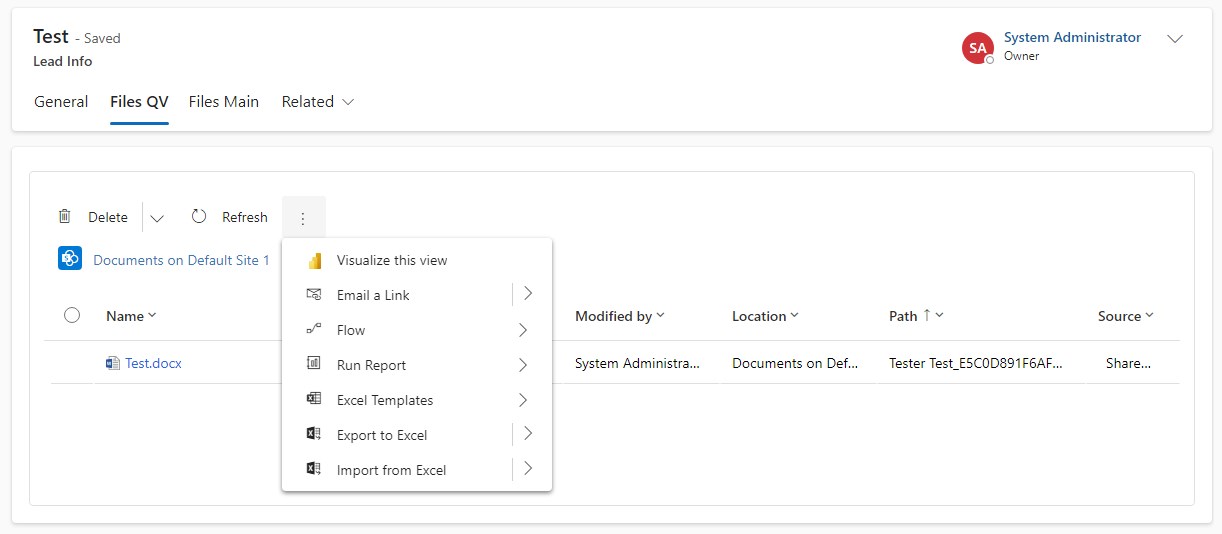 Test - Saved
Lead Info
SA
System Administrator
Owner
General Files QV Files Main Related
Delete Refresh
Documents on Default Site 1
Visualize this view
Email a Link
Flow
Run Report
Excel Templates
Export to Excel
Import from Excel
Name Modified by Location Path Source
Test.docx System Administra... Documents on Def... Tester Test_E5C0D891F6AF... Share...